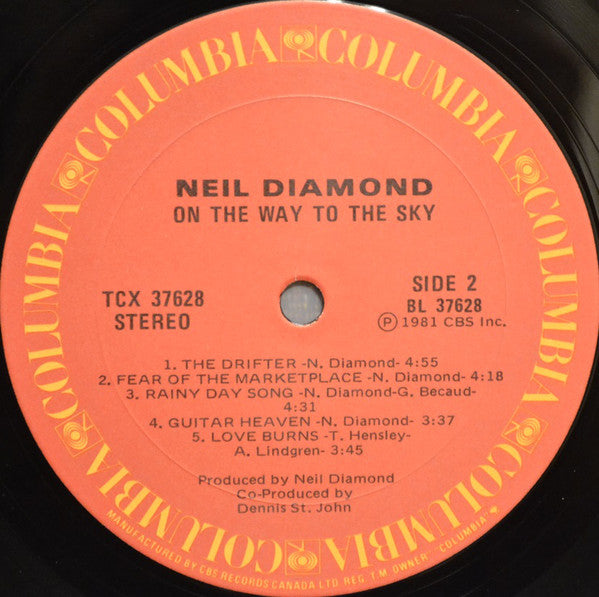 COLUMBIA COLUMBIA COLUMBIA COLUMBIA COLUMBIA COLUMBIA
NEIL DIAMOND
ON THE WAY TO THE SKY
TCX 37628
STEREO
SIDE 2
BL 37628
Ⓟ 1981 CBS Inc.
1. THE DRIFTER -N. Diamond- 4:55
2. FEAR OF THE MARKETPLACE -N. Diamond- 4:18
3. RAINY DAY SONG -N. Diamond-G. Becaud-
4:31
4. GUITAR HEAVEN -N. Diamond- 3:37
5. LOVE BURNS -T. Hensley-
A. Lindgren- 3:45
Produced by Neil Diamond
Co-Produced by
Dennis St. John
MANUFACTURED BY CBS RECORDS CANADA LTD REG. T.M. OWNER "COLUMBIA"